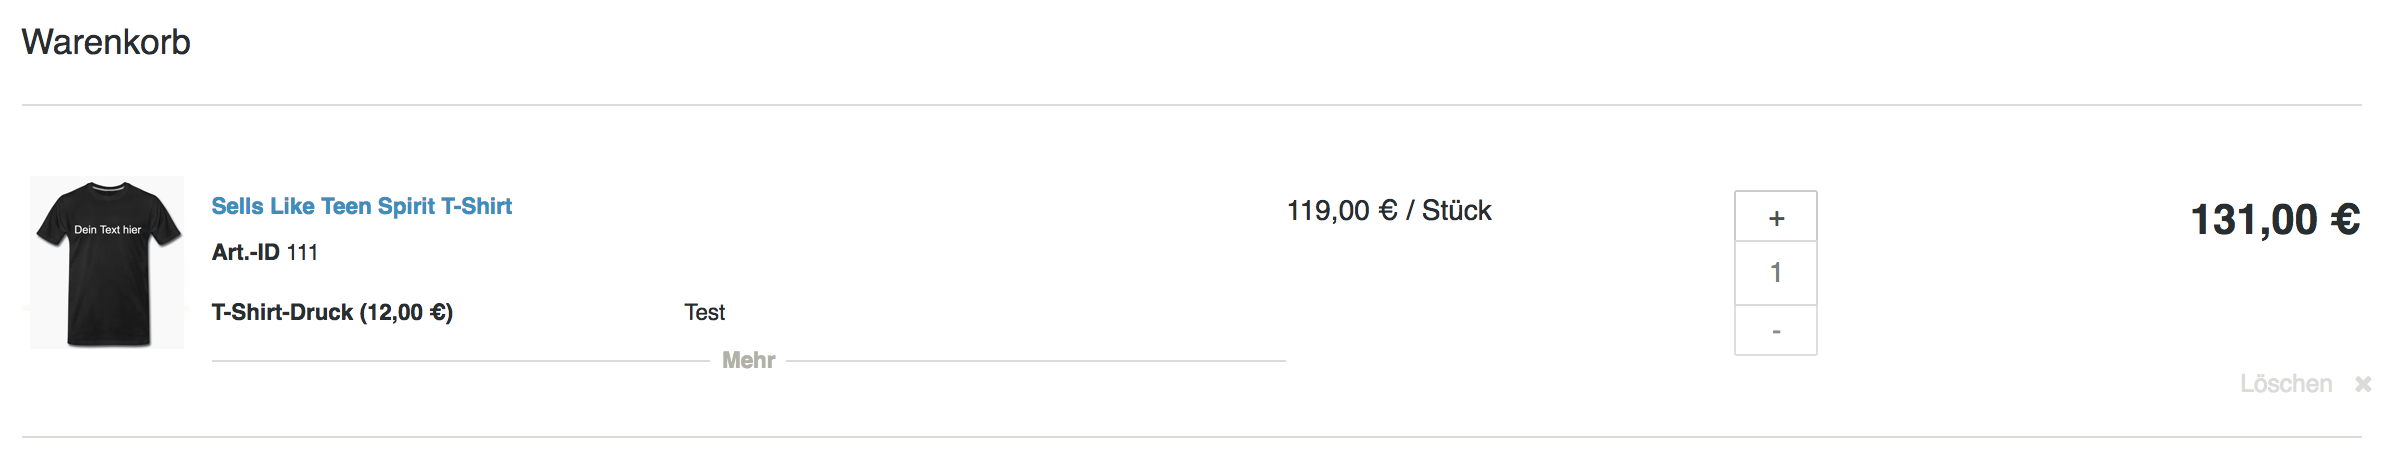 Warenkorb
Sells Like Teen Spirit T-Shirt
119,00 € / Stück
+
131,00 €
Dein Text hier
Art.-ID 111
1
T-Shirt-Druck (12,00 €) Test
-
Mehr
Löschen ×